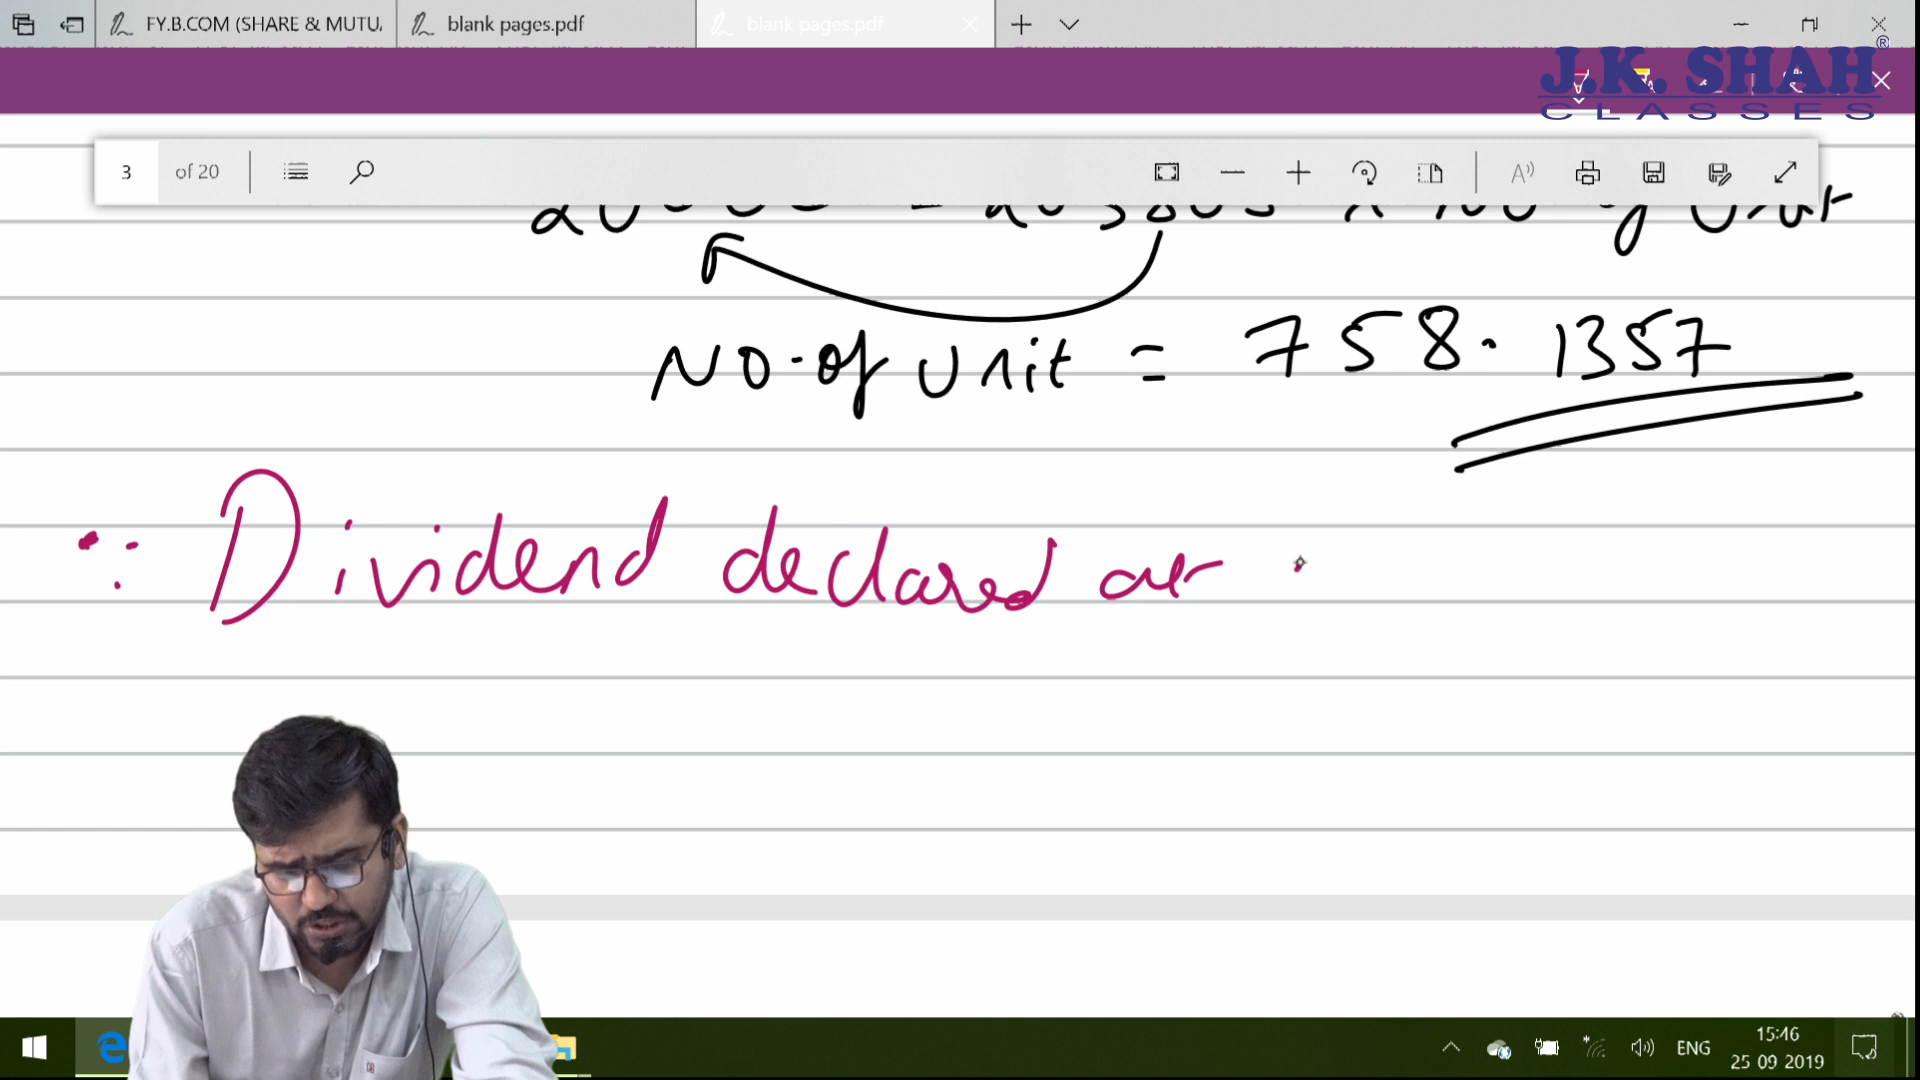 FY.B.COM (SHARE & MUTU
blank pages.pdf
blank pages.pdf
J.K. SHAH®
CLASSES
3 of 20
NO. of Unit = 758.1357
∵ Dividend declared
ENG
15:46
25 09 2019